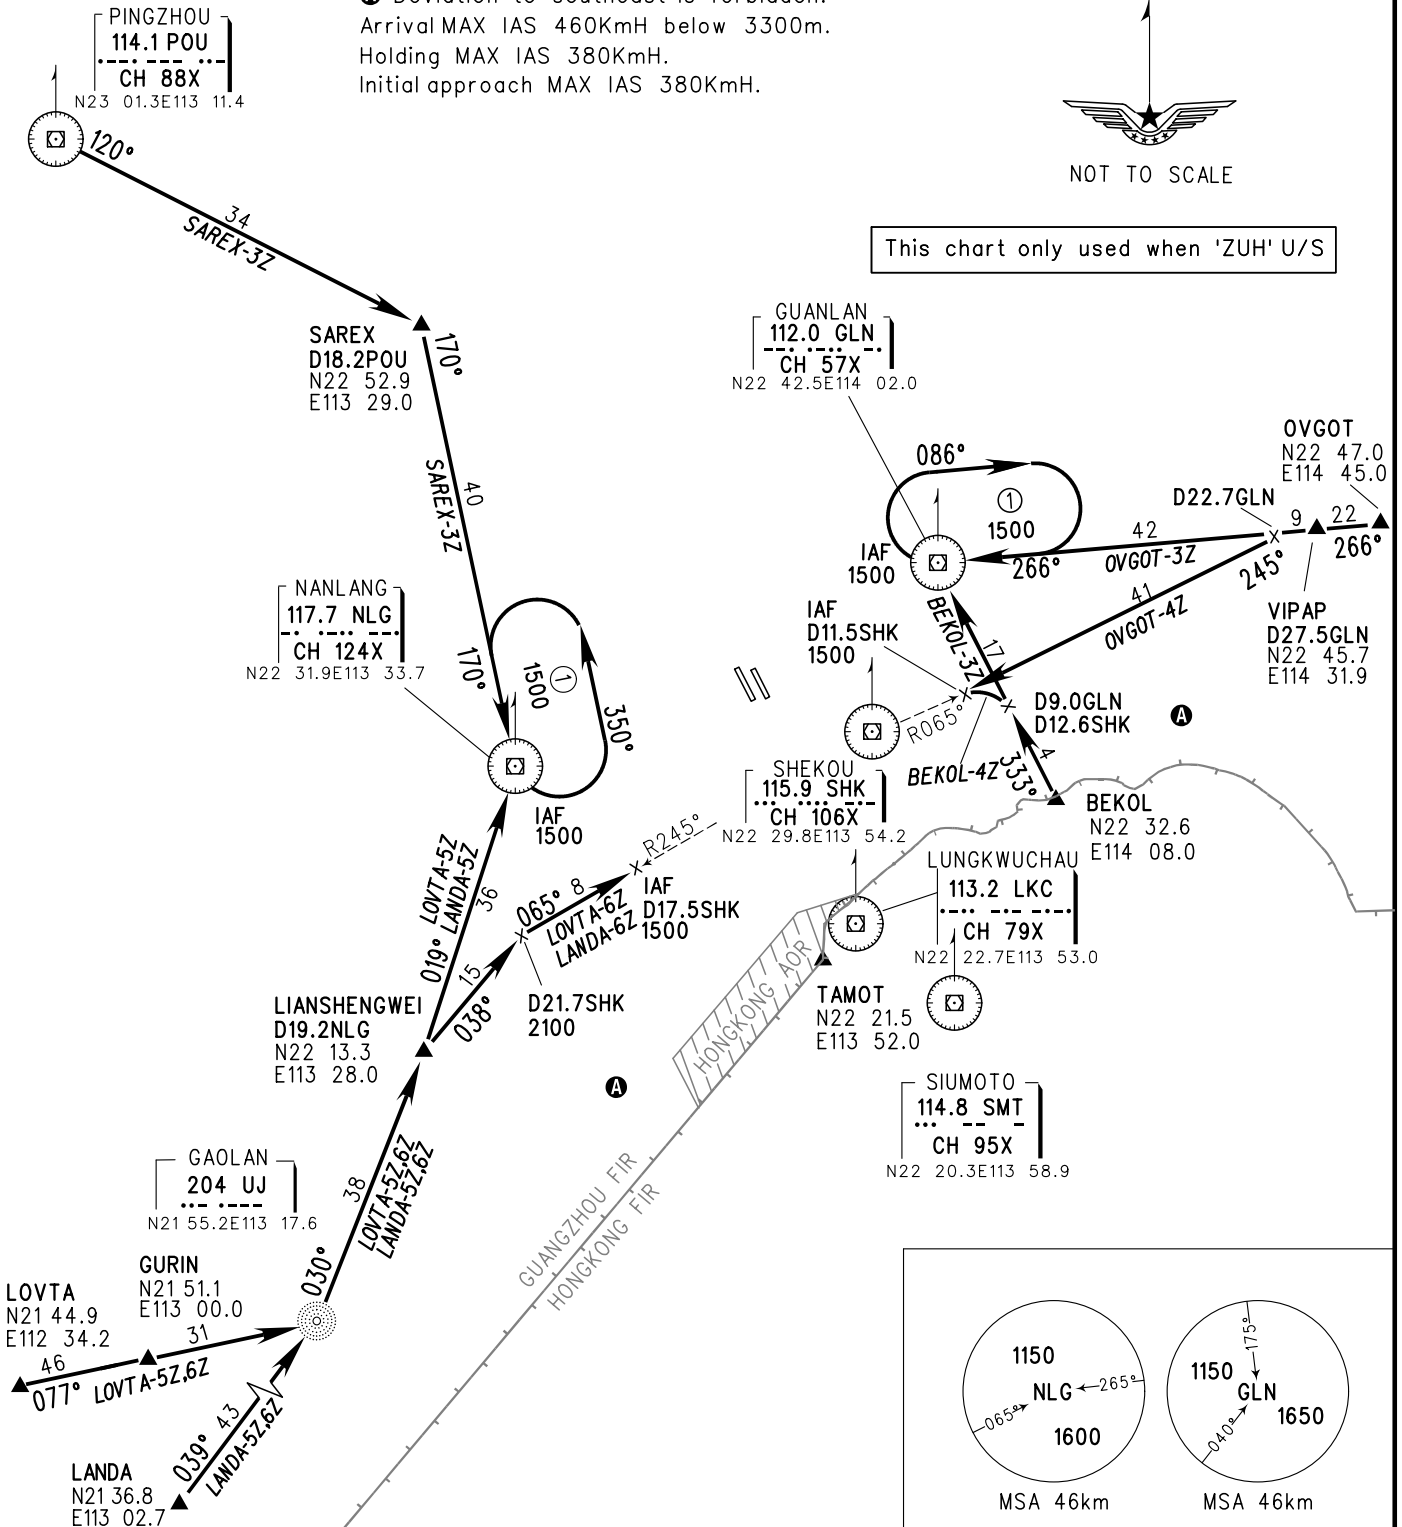 A Deviation to southeast is forbidden.
Arrival MAX IAS 460KmH below 3300m.
Holding MAX IAS 380KmH.
Initial approach MAX IAS 380KmH.
PINGZHOU
114.1 POU
CH 88X
N23 01.3E113 11.4
NOT TO SCALE
This chart only used when 'ZUH' U/S
120°
34
SAREX-3Z
SAREX
D18.2POU
N22 52.9
E113 29.0
170°
40
SAREX-3Z
GUANLAN
112.0 GLN
CH 57X
N22 42.5E114 02.0
OVGOT
N22 47.0
E114 45.0
086°
1
1500
D22.7GLN
9
22
266°
42
OVGOT-3Z
266°
245°
41
OVGOT-4Z
IAF
1500
VIPAP
D27.5GLN
N22 45.7
E114 31.9
NANLANG
117.7 NLG
CH 124X
N22 31.9E113 33.7
170°
1500
1
350°
IAF
1500
IAF
D11.5SHK
1500
BEKOL-3Z
17
R065°
D9.0GLN
D12.6SHK
A
BEKOL-4Z
333°
4
BEKOL
N22 32.6
E114 08.0
SHEKOU
115.9 SHK
CH 106X
N22 29.8E113 54.2
LUNGKWUCHAU
113.2 LKC
CH 79X
N22 22.7E113 53.0
R245°
IAF
D17.5SHK
1500
065°
8
LOVTA-6Z
LANDA-6Z
LOVTA-5Z
LANDA-5Z
019°
36
15
038°
D21.7SHK
2100
LIANSHENGWEI
D19.2NLG
N22 13.3
E113 28.0
HONGKONG AOR
TAMOT
N22 21.5
E113 52.0
A
SIUMOTO
114.8 SMT
CH 95X
N22 20.3E113 58.9
GAOLAN
204 UJ
N21 55.2E113 17.6
38
LOVTA-5Z,6Z
LANDA-5Z,6Z
030°
GUANGZHOU FIR
HONGKONG FIR
GURIN
N21 51.1
E113 00.0
LOVTA
N21 44.9
E112 34.2
46
31
077°
LOVTA-5Z,6Z
039°
43
LANDA-5Z,6Z
LANDA
N21 36.8
E113 02.7
1150
NLG
265°
065°
1600
MSA 46km
175°
1150
GLN
040°
1650
MSA 46km